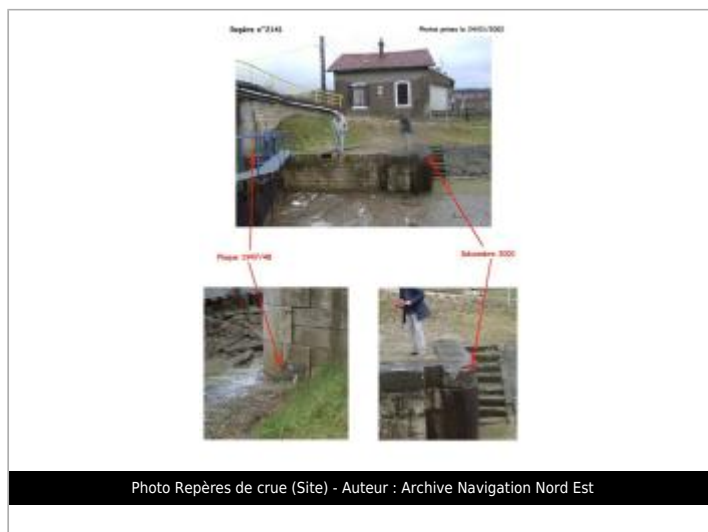 Repère n°2141
Photos prises le 24/01/2002
Plaque 1947/48
Décembre 2001
Photo Repères de crue (Site) - Auteur : Archive Navigation Nord Est